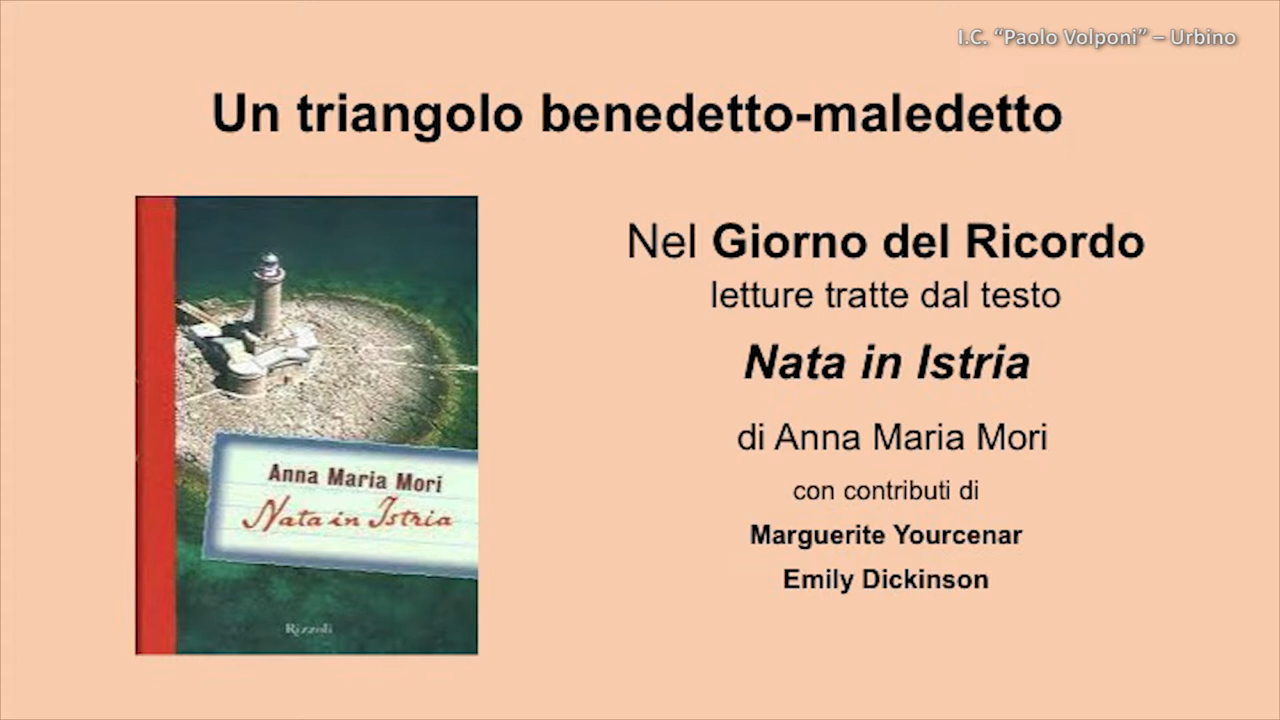 I.C. “Paolo Volponi” – Urbino
Un triangolo benedetto-maledetto
Nel Giorno del Ricordo
letture tratte dal testo
Nata in Istria
di Anna Maria Mori
con contributi di
Marguerite Yourcenar
Emily Dickinson
Anna Maria Mori
Nata in Istria
Rizzoli